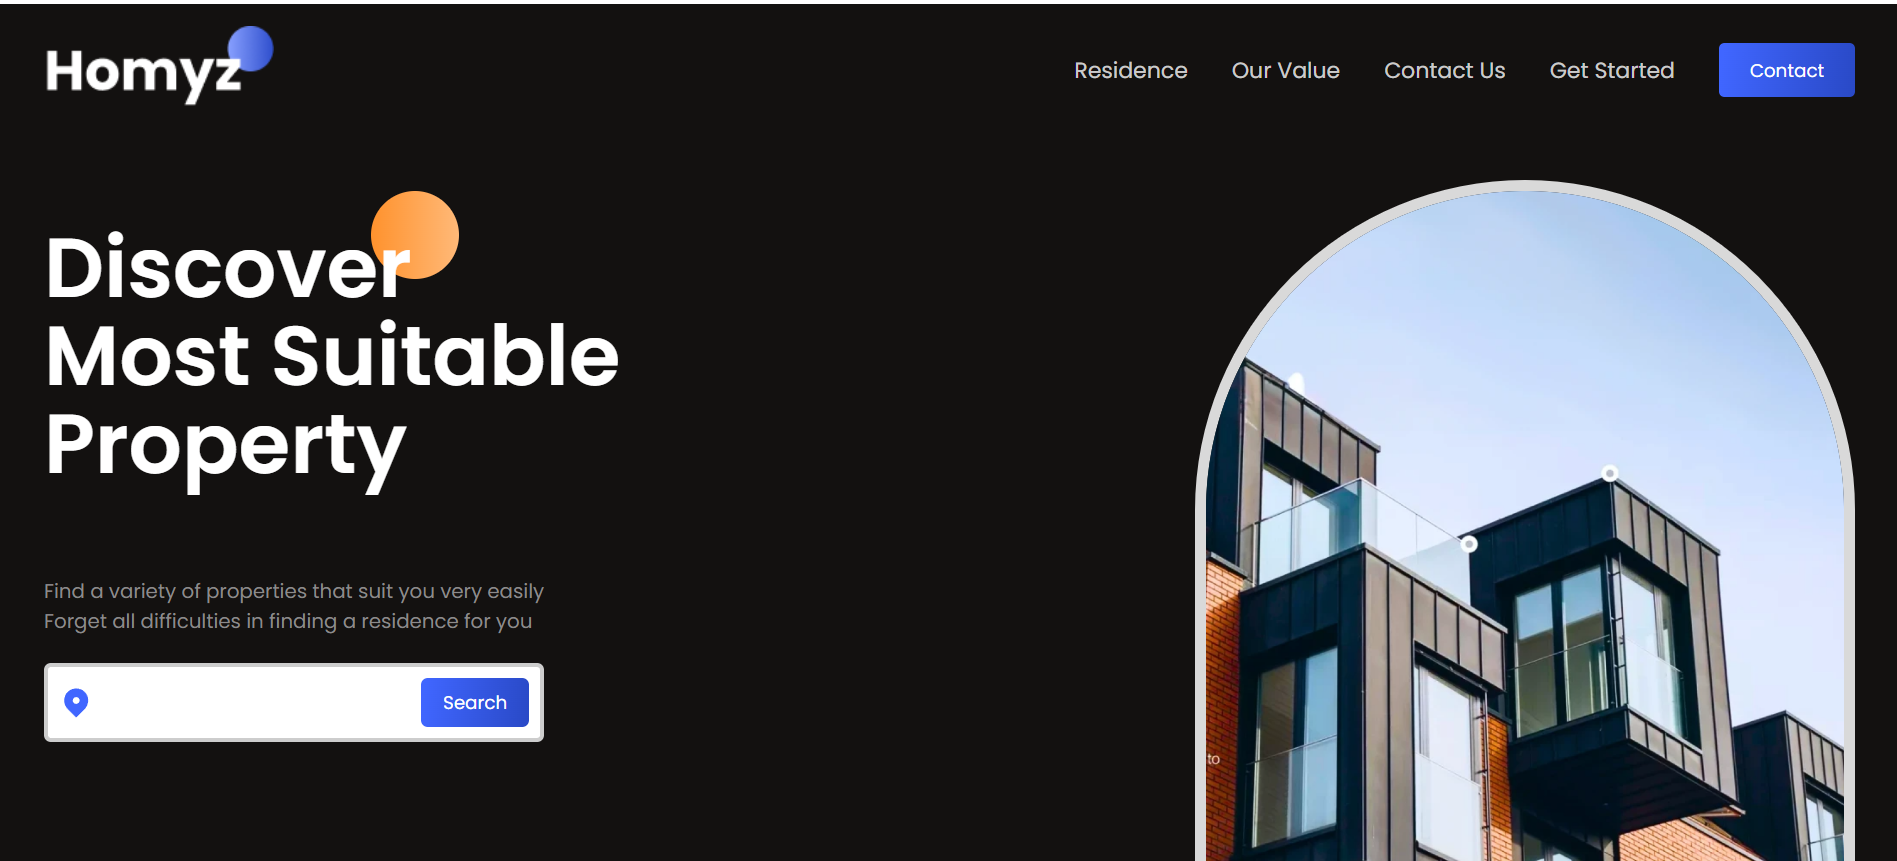 Homyz
Residence Our Value Contact Us Get Started Contact
Discover
Most Suitable
Property
Find a variety of properties that suit you very easily
Forget all difficulties in finding a residence for you
Search
to